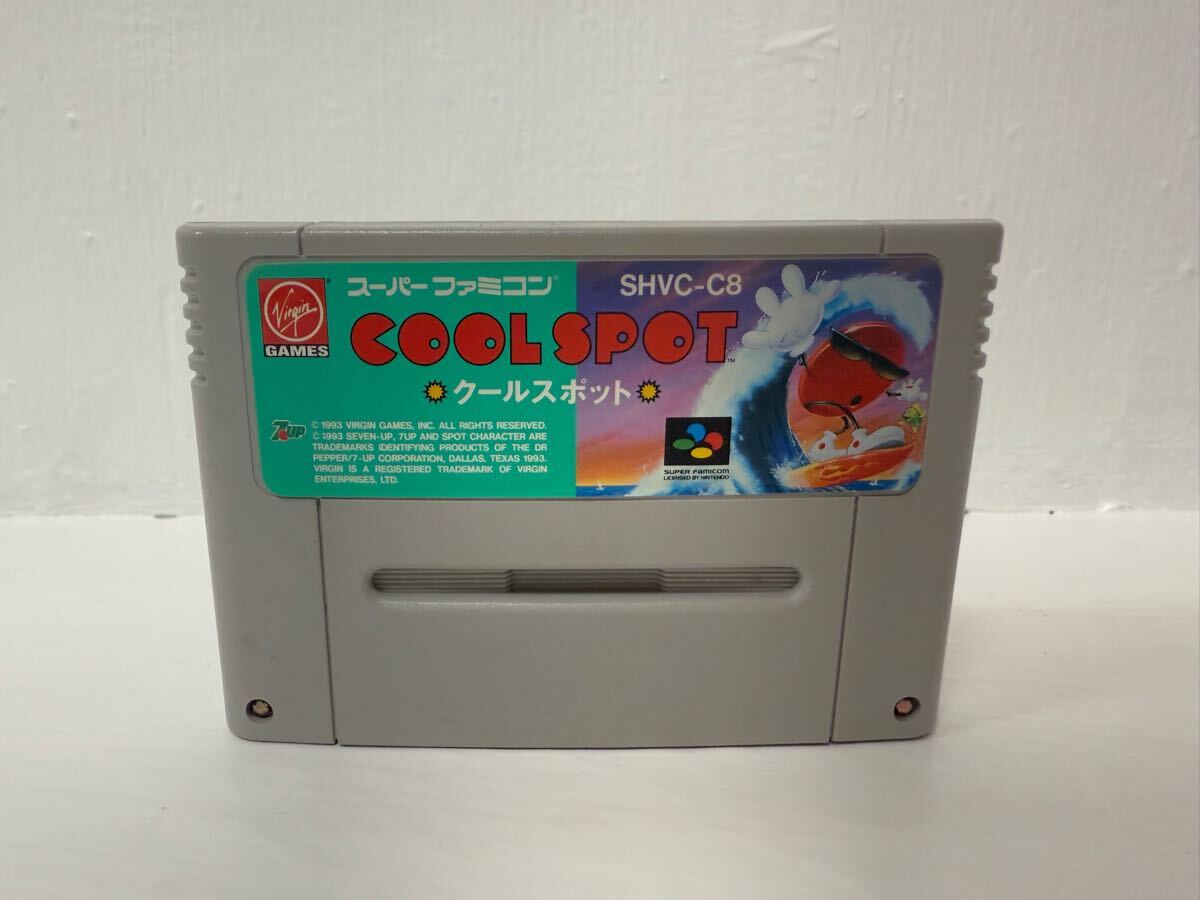 Virgin
GAMES
スーパーファミコン
SHVC-C8
COOL SPOT™
クールスポット
7UP
© 1993 VIRGIN GAMES, INC. ALL RIGHTS RESERVED.
© 1993 SEVEN-UP, 7UP AND SPOT CHARACTER ARE
TRADEMARKS IDENTIFYING PRODUCTS OF THE DR
PEPPER/7-UP CORPORATION, DALLAS, TEXAS 1993.
VIRGIN IS A REGISTERED TRADEMARK OF VIRGIN
ENTERPRISES, LTD.
SUPER FAMICOM
LICENSED BY NINTENDO